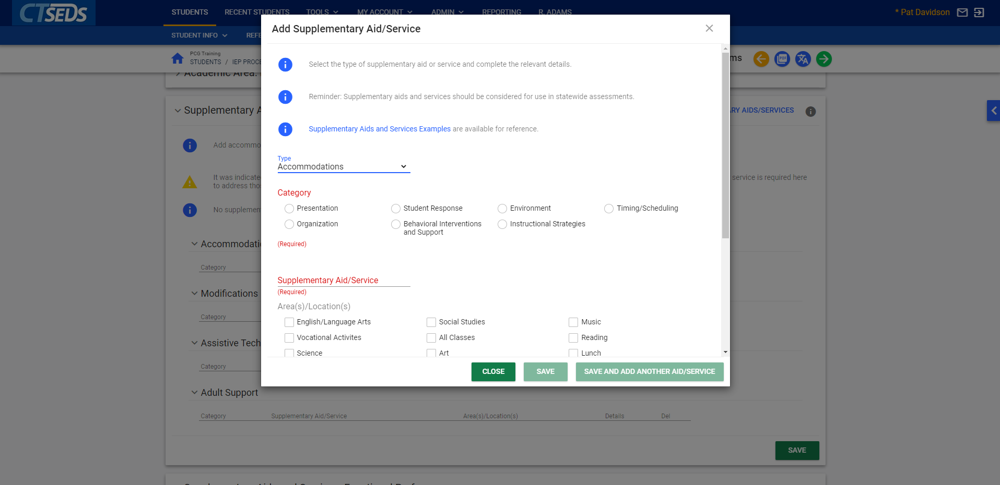 CTSEDS
STUDENTS
RECENT STUDENTS
TOOLS
MY ACCOUNT
ADMIN
REPORTING
R. ADAMS
* Pat Davidson
STUDENT INFO
REFE
PCG Training
STUDENTS / IEP PROCE
ms
PDF
Academic Area:
Supplementary A
RY AIDS/SERVICES
Add accommo
It was indicate
service is required here
to address tho
No supplemen
Accommodatio
Category
Modifications
Category
Assistive Tech
Category
Adult Support
Category
Supplementary Aid/Service
Area(s)/Location(s)
Details
Del
SAVE
Add Supplementary Aid/Service
Select the type of supplementary aid or service and complete the relevant details.
Reminder: Supplementary aids and services should be considered for use in statewide assessments.
Supplementary Aids and Services Examples are available for reference.
Type
Accommodations
Category
Presentation
Student Response
Environment
Timing/Scheduling
Organization
Behavioral Interventions
and Support
Instructional Strategies
(Required)
Supplementary Aid/Service
(Required)
Area(s)/Location(s)
English/Language Arts
Social Studies
Music
Vocational Activites
All Classes
Reading
Science
Art
Lunch
CLOSE
SAVE
SAVE AND ADD ANOTHER AID/SERVICE